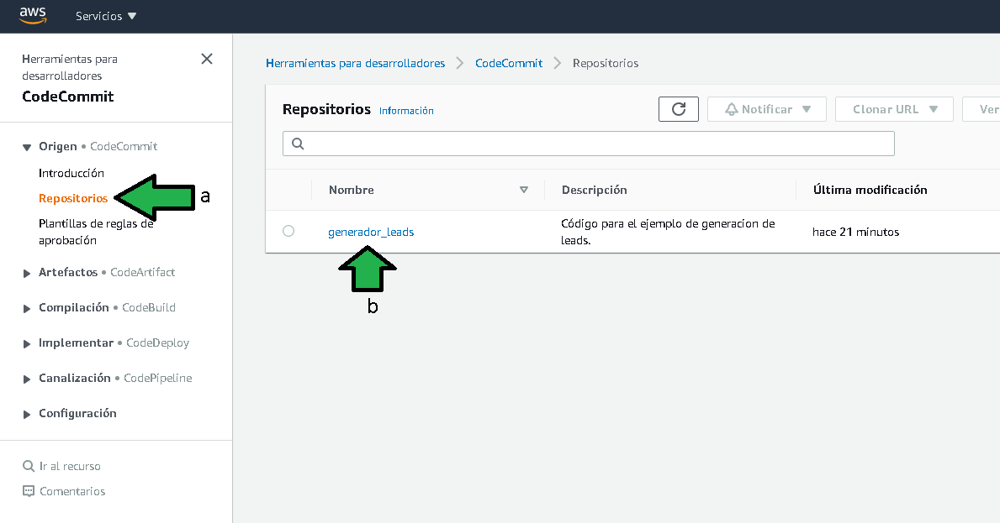 aws
Servicios
Herramientas para
desarrolladores
CodeCommit
Origen • CodeCommit
Introducción
Repositorios
a
Plantillas de reglas de
aprobación
Artefactos • CodeArtifact
Compilación • CodeBuild
Implementar • CodeDeploy
Canalización • CodePipeline
Configuración
Ir al recurso
Comentarios
Herramientas para desarrolladores
CodeCommit
Repositorios
Repositorios Información
Notificar
Clonar URL
Ver
Nombre
Descripción
Última modificación
generador_leads
Código para el ejemplo de generacion de
leads.
hace 21 minutos
b